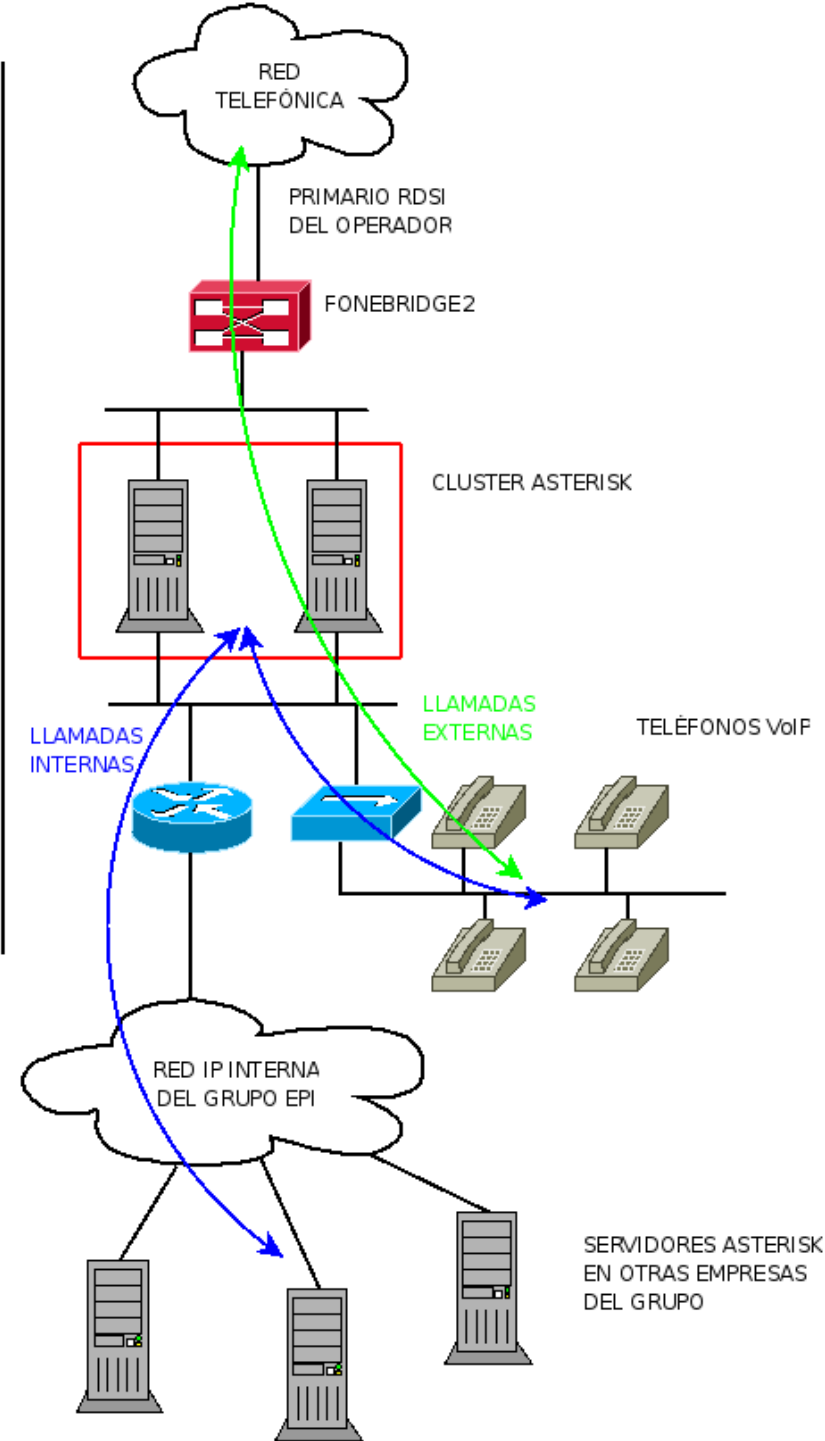 RED
TELEFÓNICA
PRIMARIO RDSI
DEL OPERADOR
FONEBRIDGE2
CLUSTER ASTERISK
LLAMADAS
EXTERNAS
TELÉFONOS VoIP
LLAMADAS
INTERNAS
RED IP INTERNA
DEL GRUPO EPI
SERVIDORES ASTERISK
EN OTRAS EMPRESAS
DEL GRUPO